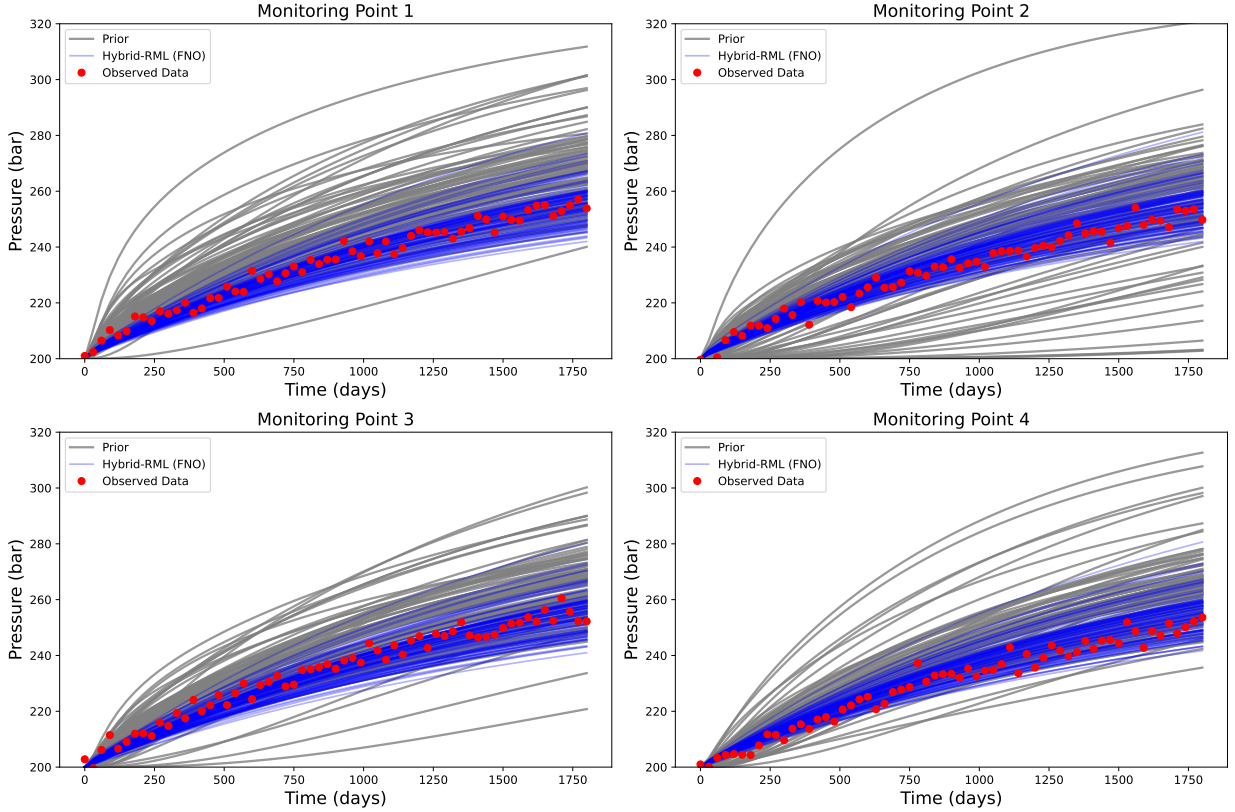 Monitoring Point 1
320
300
280
260
240
220
200
Pressure (bar)
Prior
Hybrid-RML (FNO)
Observed Data
0
250
500
750
1000
1250
1500
1750
Time (days)
Monitoring Point 2
320
300
280
260
240
220
200
Pressure (bar)
Prior
Hybrid-RML (FNO)
Observed Data
0
250
500
750
1000
1250
1500
1750
Time (days)
Monitoring Point 3
320
300
280
260
240
220
200
Pressure (bar)
Prior
Hybrid-RML (FNO)
Observed Data
0
250
500
750
1000
1250
1500
1750
Time (days)
Monitoring Point 4
320
300
280
260
240
220
200
Pressure (bar)
Prior
Hybrid-RML (FNO)
Observed Data
0
250
500
750
1000
1250
1500
1750
Time (days)